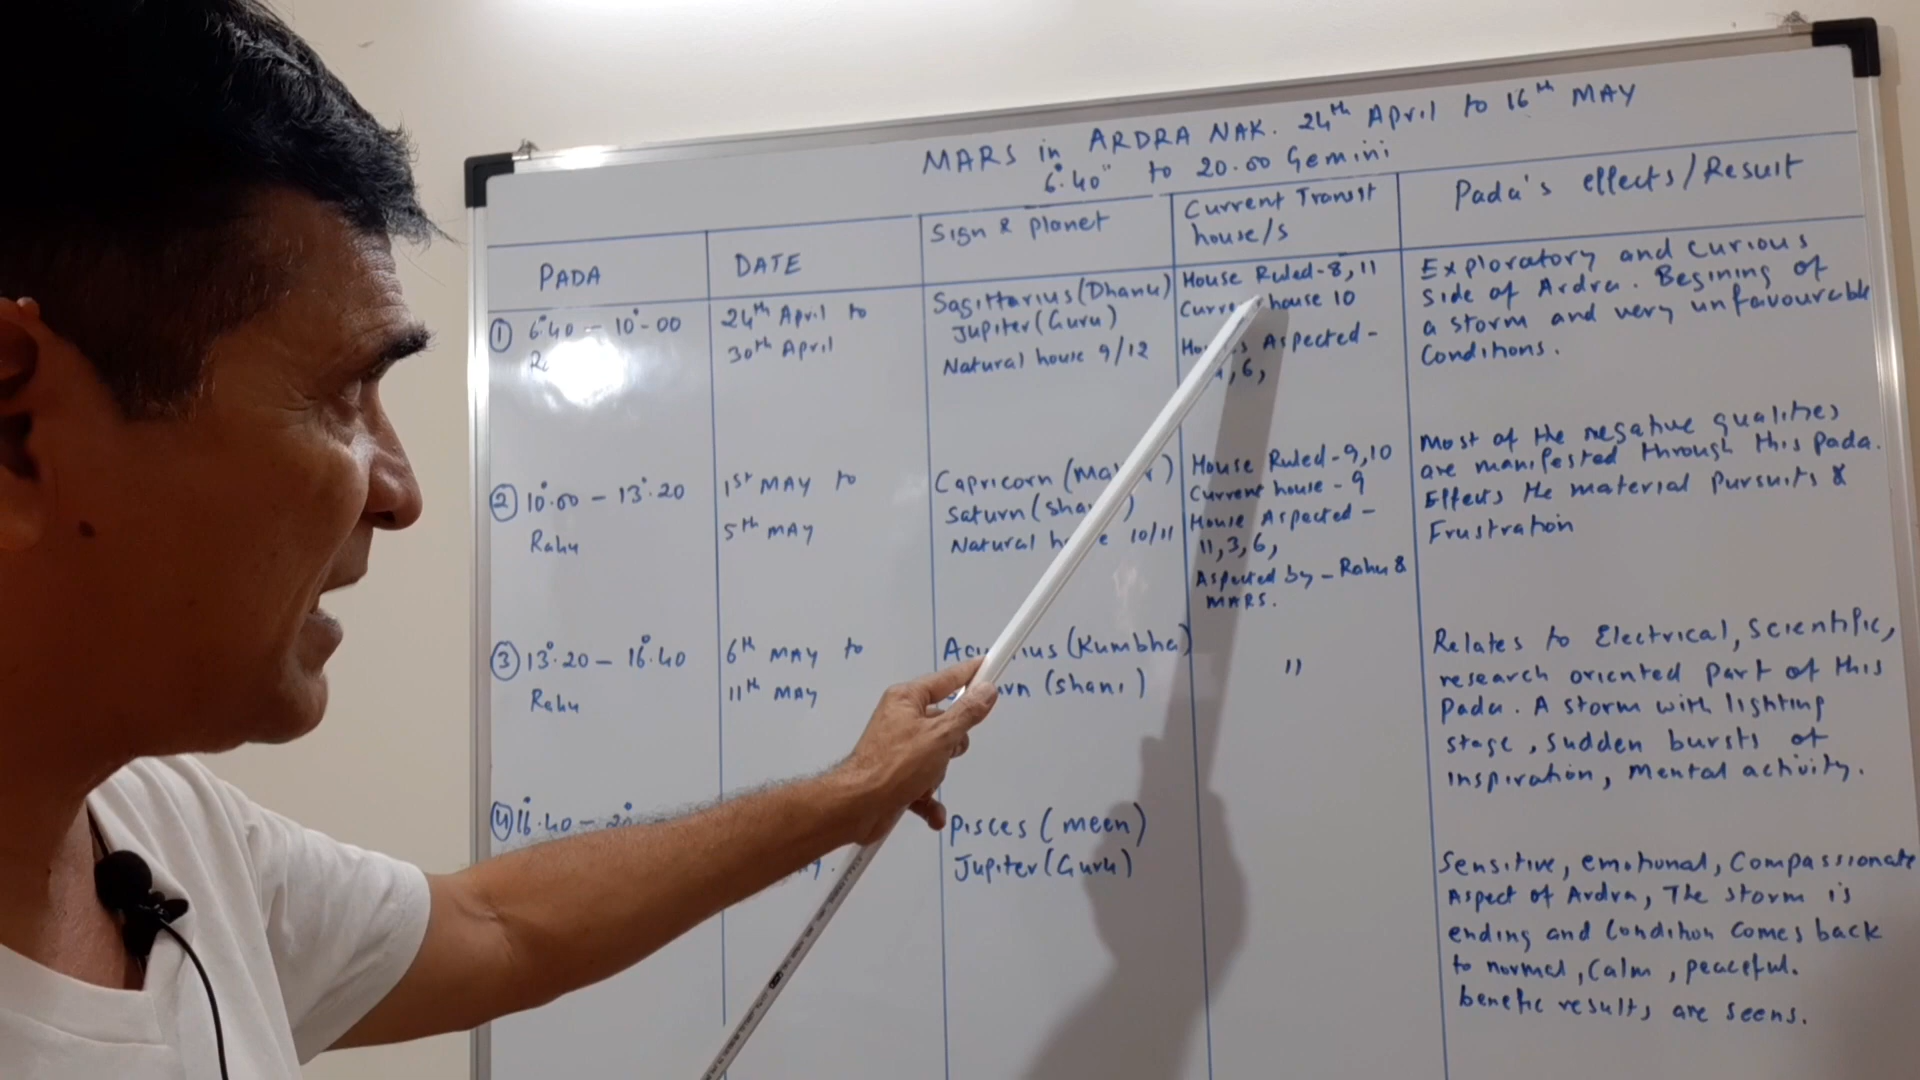 MARS in ARDRA NAK. 24th April to 16th MAY
6°.40" to 20.00 Gemini
PADA
DATE
Sign & Planet
Current Transit
house/s
Pada's effects/Result
① 6°.40 – 10°-00
24th April to
30th April
Sagittarius (Dhanu)
Jupiter (Guru)
Natural house 9/12
House Ruled-8,11
house 10
Aspected -
6,
Exploratory and curious
side of Ardra. Begining of
a storm and very unfavourable
Conditions.
② 10°.00 – 13°.20
Rahu
1st MAY to
5th MAY
Capricorn
Saturn
Natural 10/11
House Ruled-9,10
Current house - 9
House Aspected -
11,3,6,
Aspected by - Rahu &
MARS.
Most of the negative qualities
are manifested through this pada.
Effects the material Pursuits &
Frustration
③ 13°.20 – 16°.40
Rahu
6th MAY to
11th MAY
(Kumbha)
(shani)
"
Relates to Electrical, scientific,
research oriented part of this
Pada. A storm with lighting
stage, sudden bursts of
inspiration, mental activity.
④ 16°.40 – 20°
Pisces (meen)
Jupiter (Guru)
Sensitive, emotional, Compassionate
Aspect of Ardra, The storm is
ending and Condition Comes back
to normal, Calm, peaceful.
benefic results are seens.